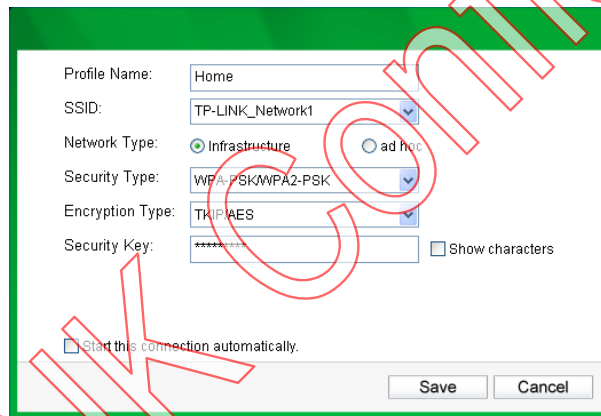 Profile Name: Home
SSID: TP-LINK_Network1
Network Type: Infrastructure ad hoc
Security Type: WPA-PSK/WPA2-PSK
Encryption Type: TKIP/AES
Security Key: ********* Show characters
Start this connection automatically.
Save Cancel